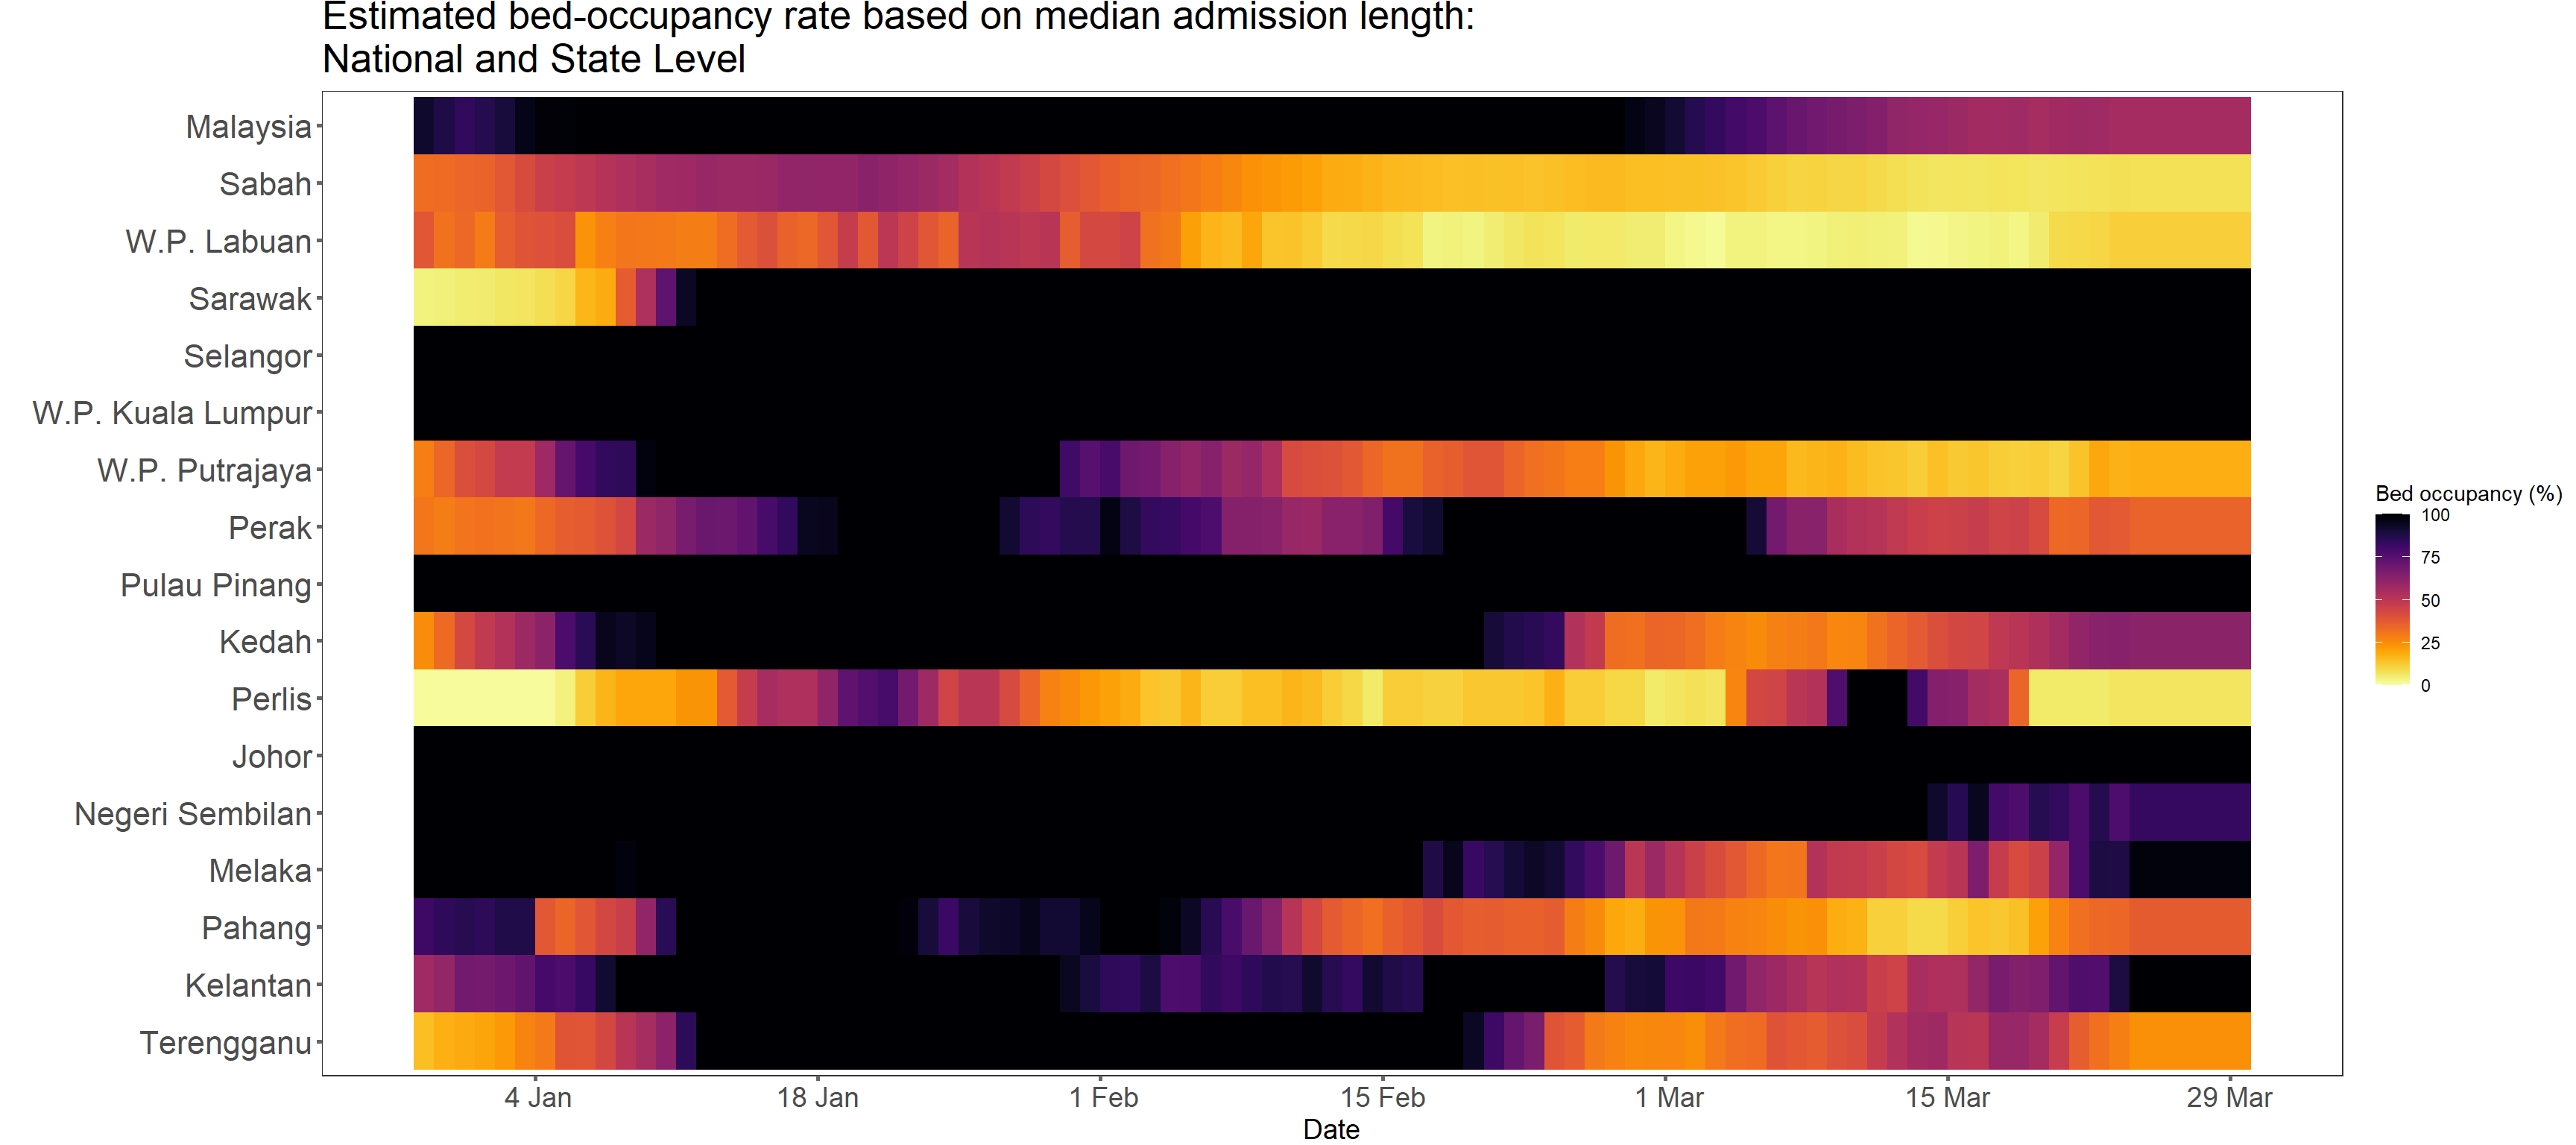 Estimated bed-occupancy rate based on median admission length:
National and State Level
Malaysia
Sabah
W.P. Labuan
Sarawak
Selangor
W.P. Kuala Lumpur
W.P. Putrajaya
Perak
Pulau Pinang
Kedah
Perlis
Johor
Negeri Sembilan
Melaka
Pahang
Kelantan
Terengganu
4 Jan
18 Jan
1 Feb
15 Feb
1 Mar
15 Mar
29 Mar
Date
Bed occupancy (%)
100
75
50
25
0